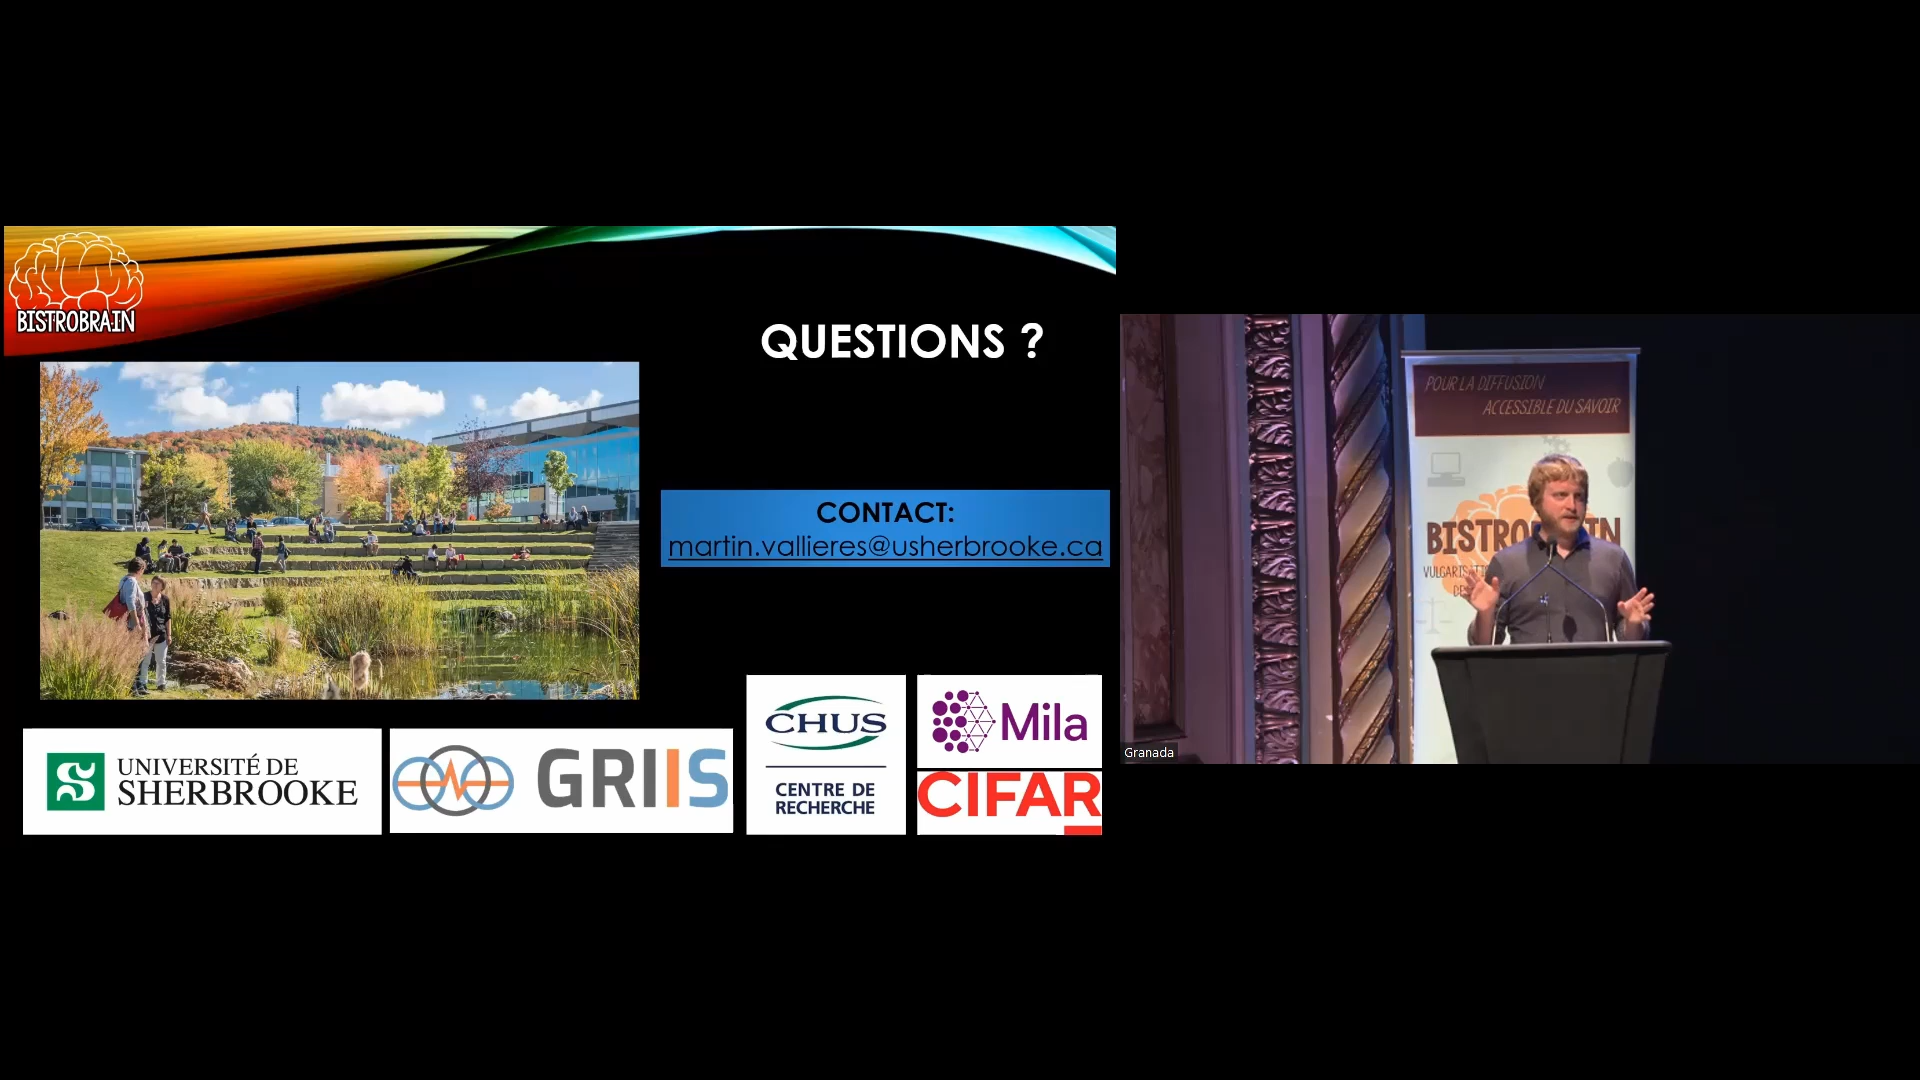 BISTROBRAIN
QUESTIONS ?
CONTACT:
martin.vallieres@usherbrooke.ca
UNIVERSITÉ DE
SHERBROOKE
GRIIS
CHUS
CENTRE DE
RECHERCHE
Mila
CIFAR
POUR LA DIFFUSION
ACCESSIBLE DU SAVOIR
Granada